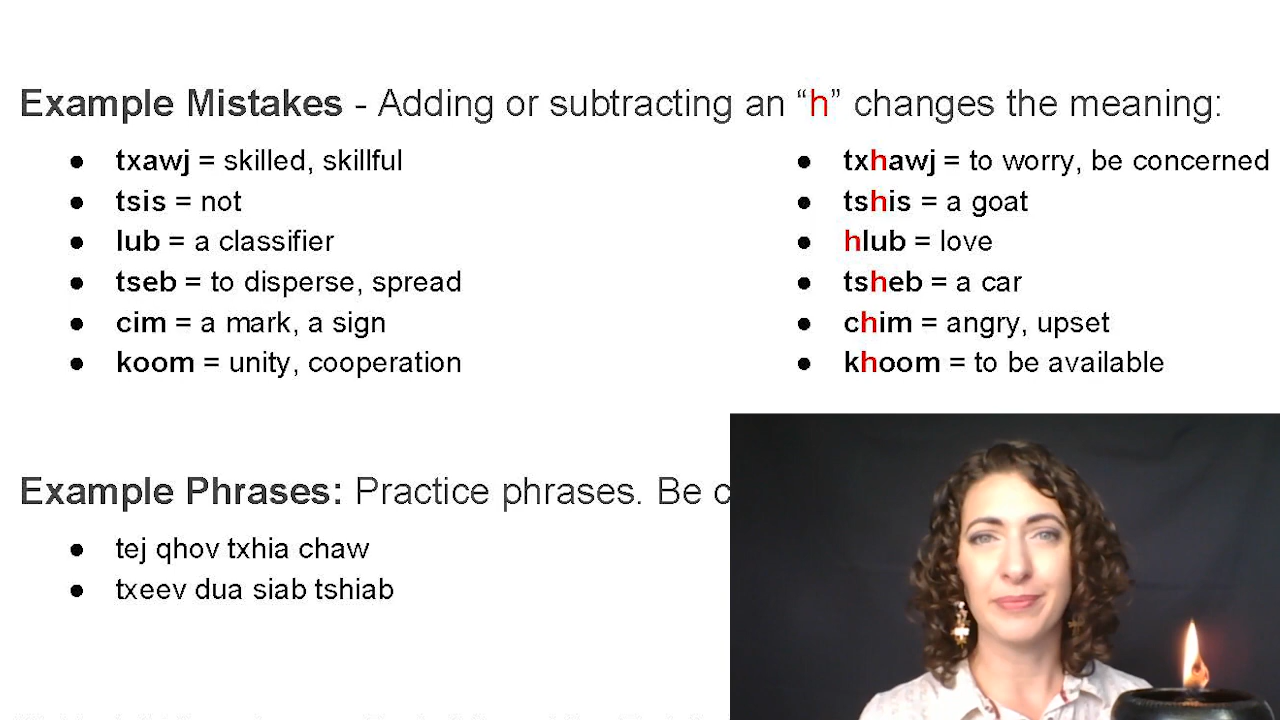 Example Mistakes - Adding or subtracting an “h” changes the meaning:
● txawj = skilled, skillful
● tsis = not
● lub = a classifier
● tseb = to disperse, spread
● cim = a mark, a sign
● koom = unity, cooperation
● txhawj = to worry, be concerned
● tshis = a goat
● hlub = love
● tsheb = a car
● chim = angry, upset
● khoom = to be available
Example Phrases: Practice phrases. Be
● tej qhov txhia chaw
● txeev dua siab tshiab